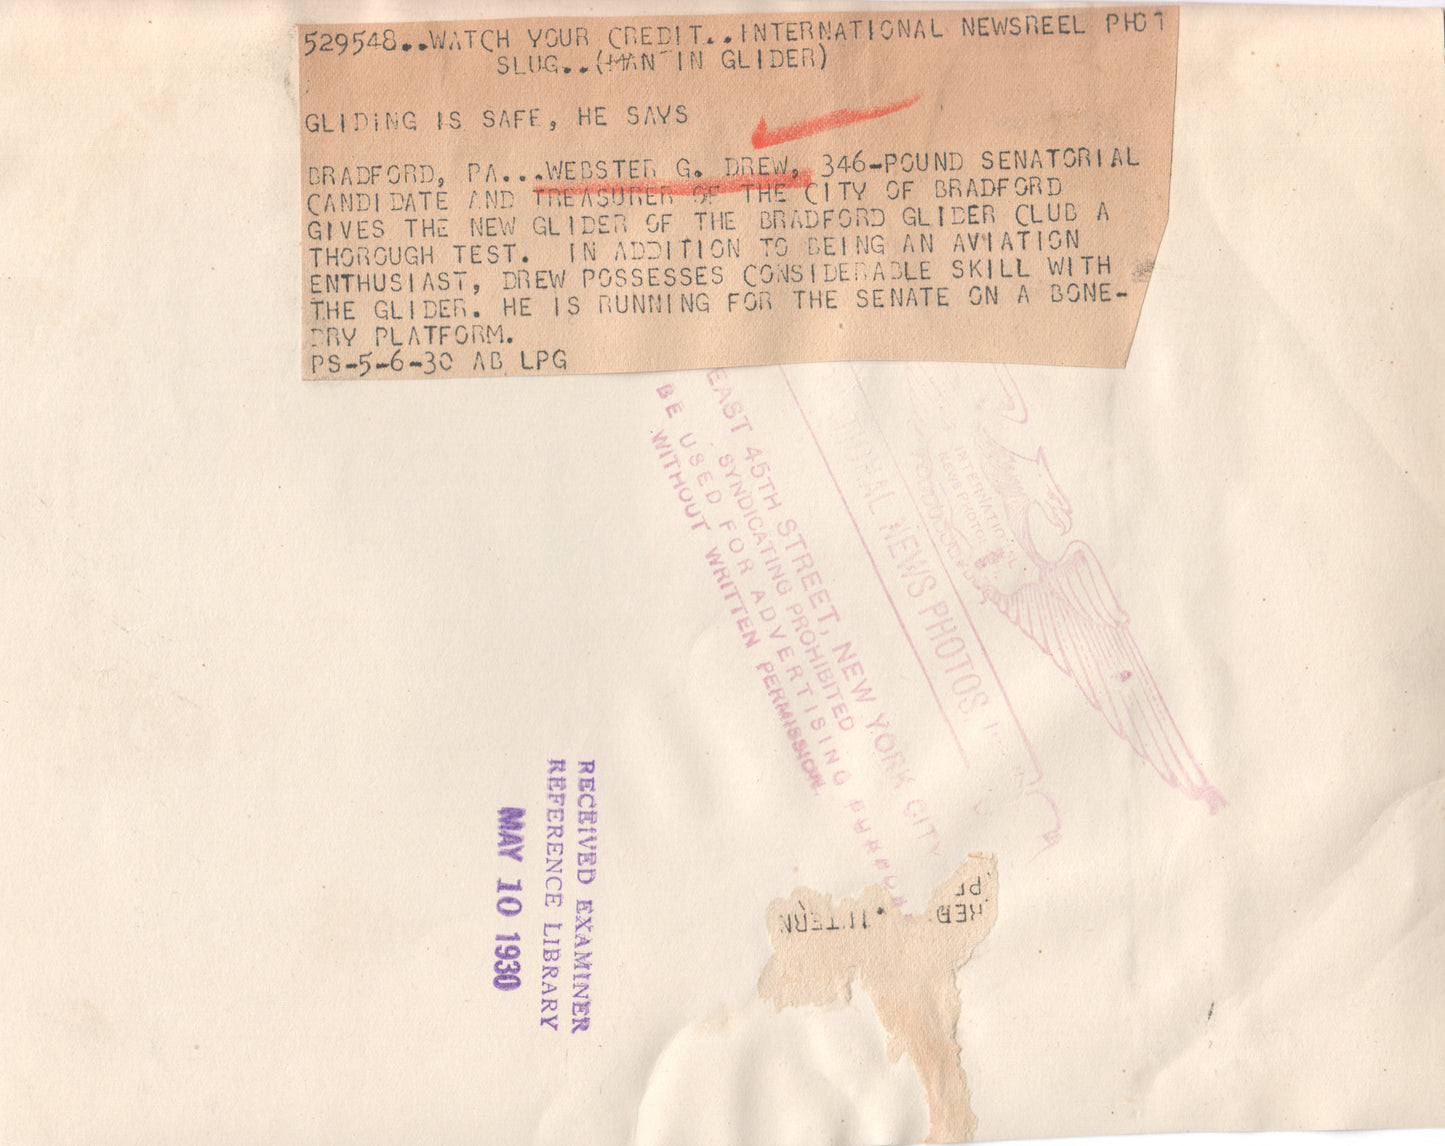 529548..WATCH YOUR CREDIT..INTERNATIONAL NEWSREEL PHOT
SLUG..(MAN IN GLIDER)
GLIDING IS SAFE, HE SAYS
BRADFORD, PA...WEBSTER G. DREW, 346-POUND SENATORIAL
CANDIDATE AND TREASURER OF THE CITY OF BRADFORD
GIVES THE NEW GLIDER OF THE BRADFORD GLIDER CLUB A
THOROUGH TEST. IN ADDITION TO BEING AN AVIATION
ENTHUSIAST, DREW POSSESSES CONSIDERABLE SKILL WITH
THE GLIDER. HE IS RUNNING FOR THE SENATE ON A BONE-
DRY PLATFORM.
PS-5-6-30 AB LPG
INTERNATIONAL
NEWS PHOTOS
NEWS PHOTOS, I
EAST 45TH STREET, NEW YORK CITY
SYNDICATING PROHIBITED
BE USED FOR ADVERTISING PURPOS
WITHOUT WRITTEN PERMISSION.
RECEIVED EXAMINER
REFERENCE LIBRARY
MAY 10 1930